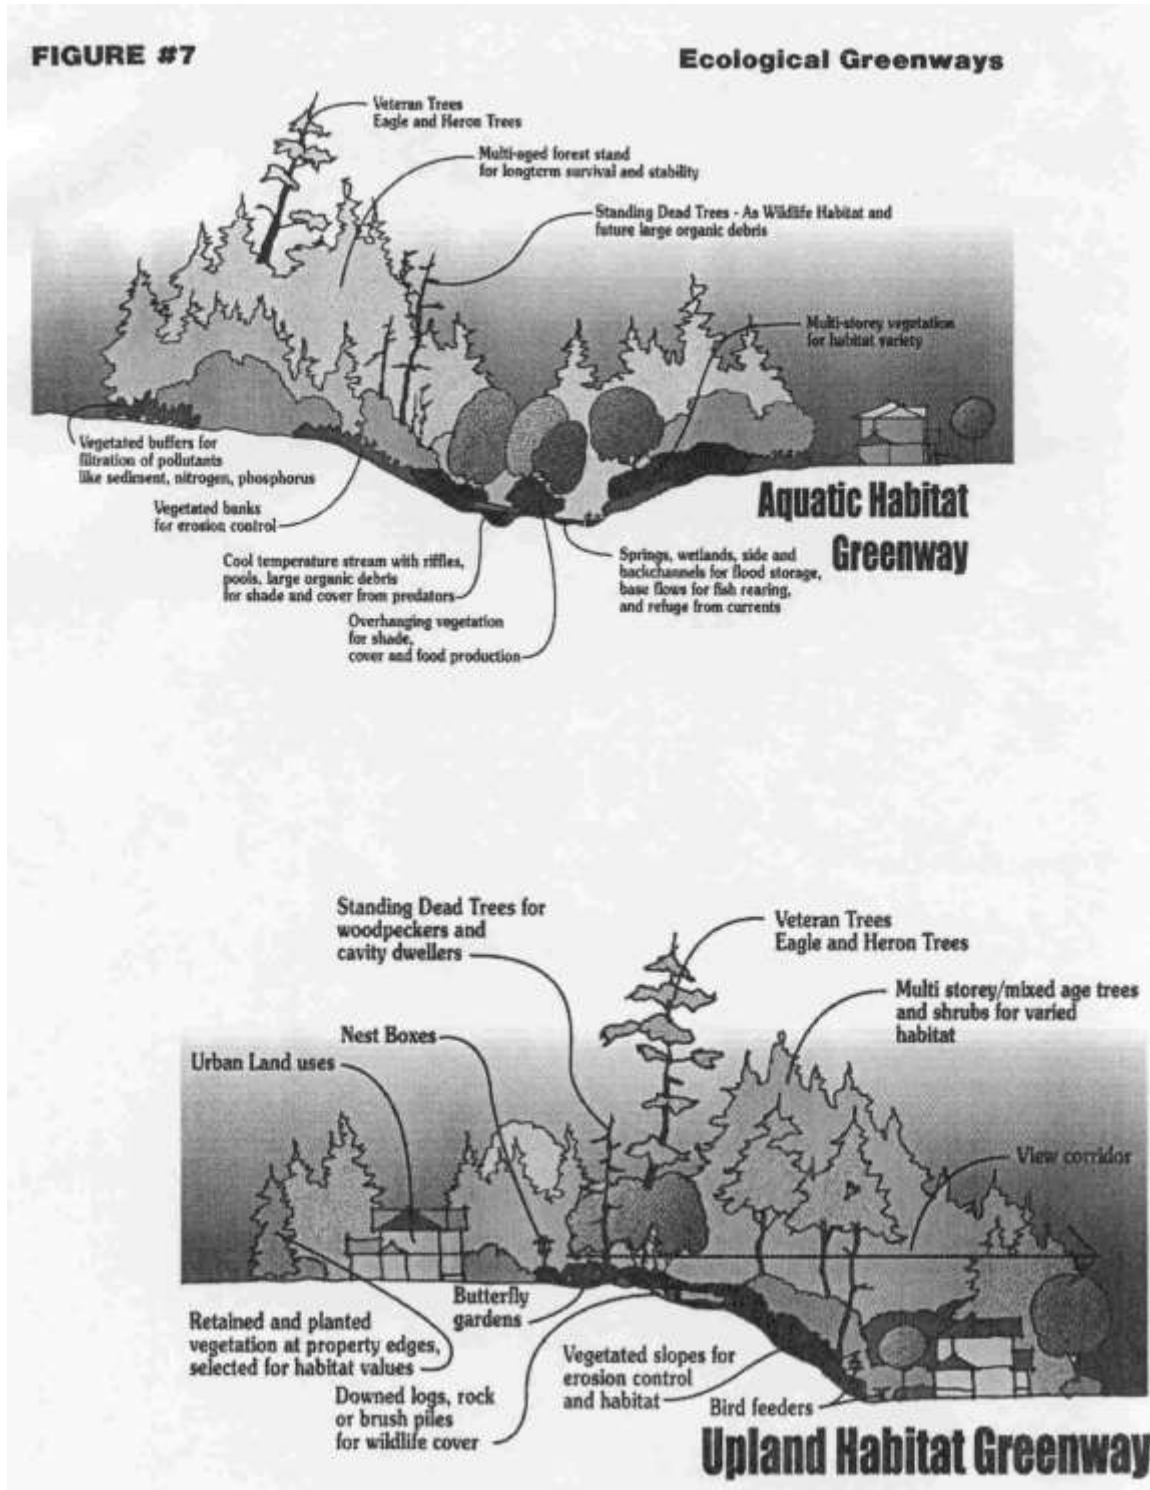 FIGURE #7
Ecological Greenways
Veteran Trees
Eagle and Heron Trees
Multi-aged forest stand
for longterm survival and stability
Standing Dead Trees - As Wildlife Habitat and
future large organic debris
Multi-storey vegetation
for habitat variety
Vegetated buffers for
filtration of pollutants
like sediment, nitrogen, phosphorus
Vegetated banks
for erosion control
Cool temperature stream with riffles,
pools, large organic debris
for shade and cover from predators
Overhanging vegetation
for shade,
cover and food production
Springs, wetlands, side and
backchannels for flood storage,
base flows for fish rearing,
and refuge from currents
Aquatic Habitat
Greenway
Standing Dead Trees for
woodpeckers and
cavity dwellers
Veteran Trees
Eagle and Heron Trees
Multi storey/mixed age trees
and shrubs for varied
habitat
Nest Boxes
Urban Land uses
View corridor
Butterfly
gardens
Retained and planted
vegetation at property edges,
selected for habitat values
Downed logs, rock
or brush piles
for wildlife cover
Vegetated slopes for
erosion control
and habitat
Bird feeders
Upland Habitat Greenway